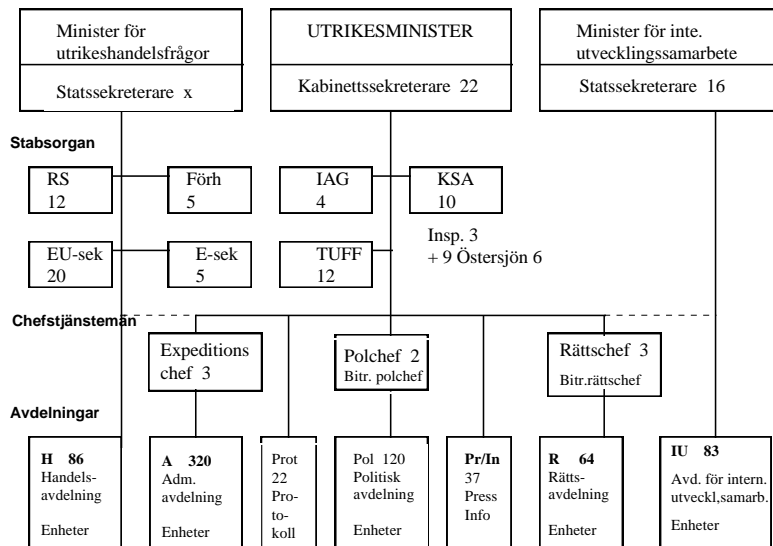 Minister för
utrikeshandelsfrågor
Statssekreterare x
UTRIKESMINISTER
Kabinettssekreterare 22
Minister för inte.
utvecklingssamarbete
Statssekreterare 16
Stabsorgan
RS
12
Förh
5
IAG
4
KSA
10
EU-sek
20
E-sek
5
TUFF
12
Insp. 3
+ 9 Östersjön 6
Chefstjänstemän
Expeditions
chef 3
Polchef 2
Bitr. polchef
Rättschef 3
Bitr.rättschef
Avdelningar
H 86
Handels-
avdelning
Enheter
A 320
Adm.
avdelning
Enheter
Prot
22
Pro-
to-
koll
Pol 120
Politisk
avdelning
Enheter
Pr/In
37
Press
Info
R 64
Rätts-
avdelning
Enheter
IU 83
Avd. för intern.
utveckl,samarb.
Enheter